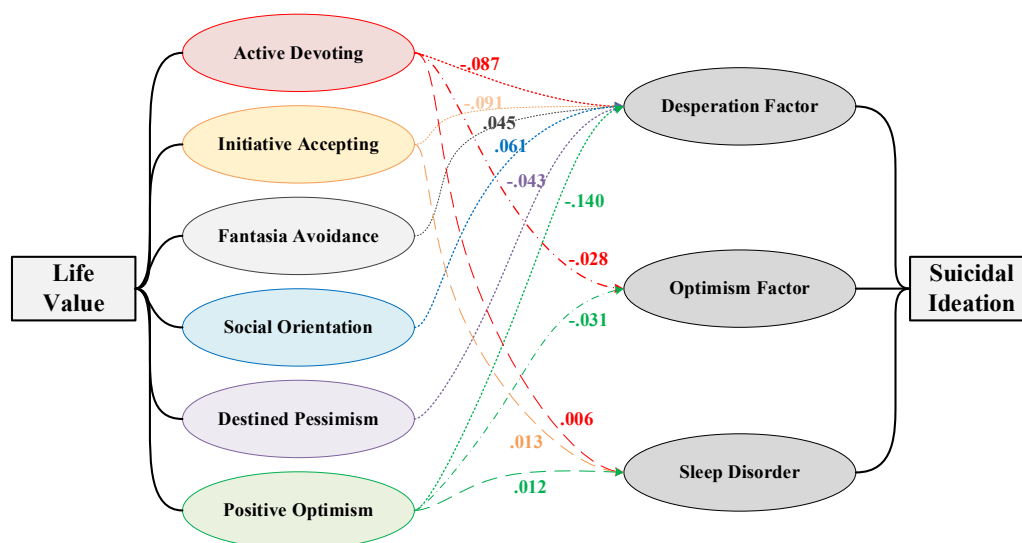 Active Devoting
Initiative Accepting
Fantasia Avoidance
Social Orientation
Destined Pessimism
Positive Optimism
Life
Value
-.087
-.091
.045
.061
-.043
-.140
-.028
-.031
.006
.013
.012
Desperation Factor
Optimism Factor
Sleep Disorder
Suicidal
Ideation